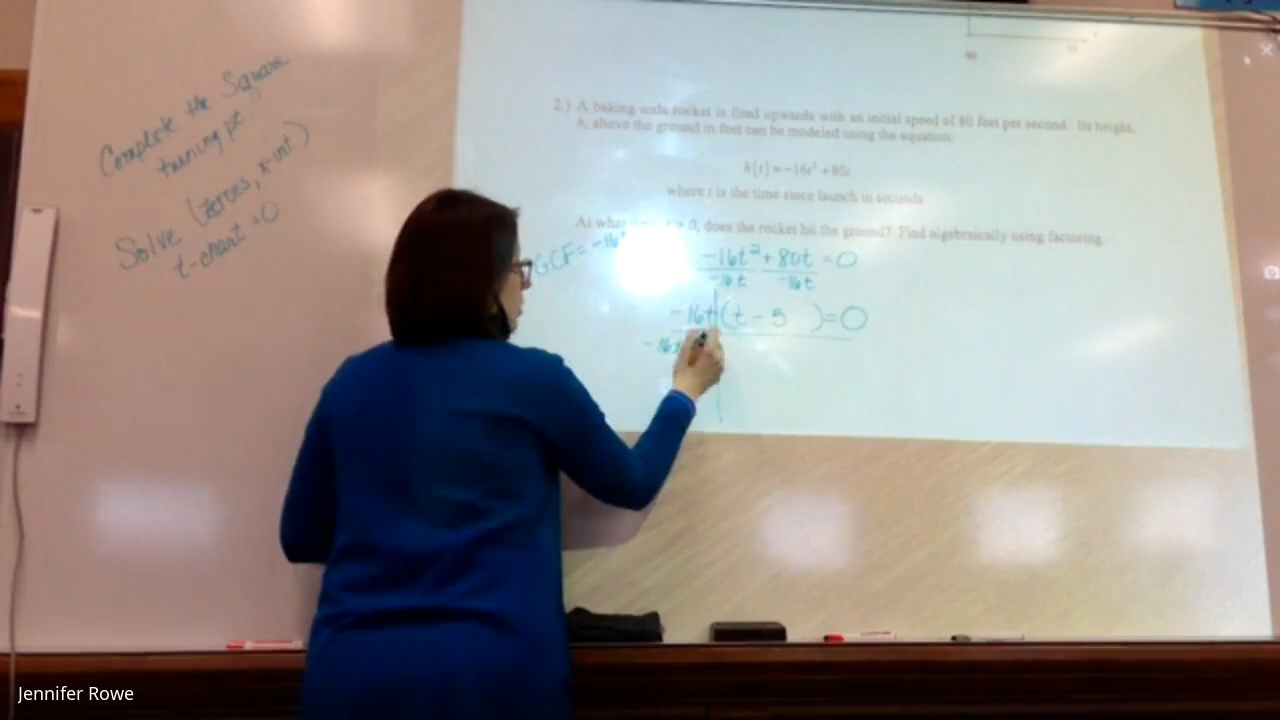 Complete the Square
turning pt.
Solve (zeroes, x-int)
t-chart = 0
2.) A baking soda rocket is fired upwards with an initial speed of 80 feet per second. Its height,
h, above the ground in feet can be modeled using the equation:
h(t) = -16t² + 80t
where t is the time since launch in seconds
At what t > 0, does the rocket hit the ground? Find algebraically using factoring.
GCF = -16t
-16t² + 80t = 0
-16t -16t
-16t(t - 5 ) = 0
Jennifer Rowe